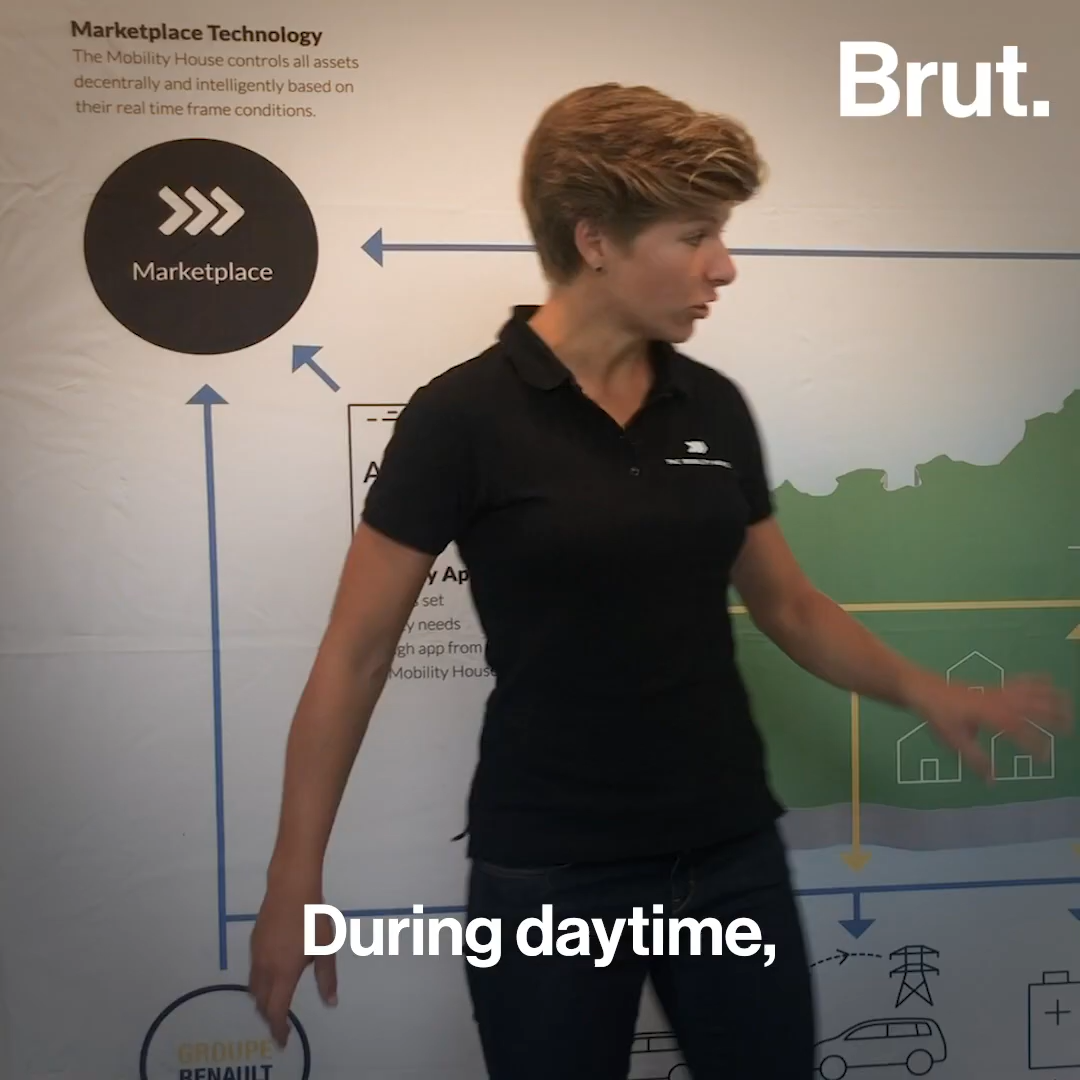 Marketplace Technology
The Mobility House controls all assets
decentrally and intelligently based on
their real time frame conditions.
Brut.
Marketplace
A
y Ap
set
y needs
gh app from
Mobility House
During daytime,
GROUPE
RENAULT